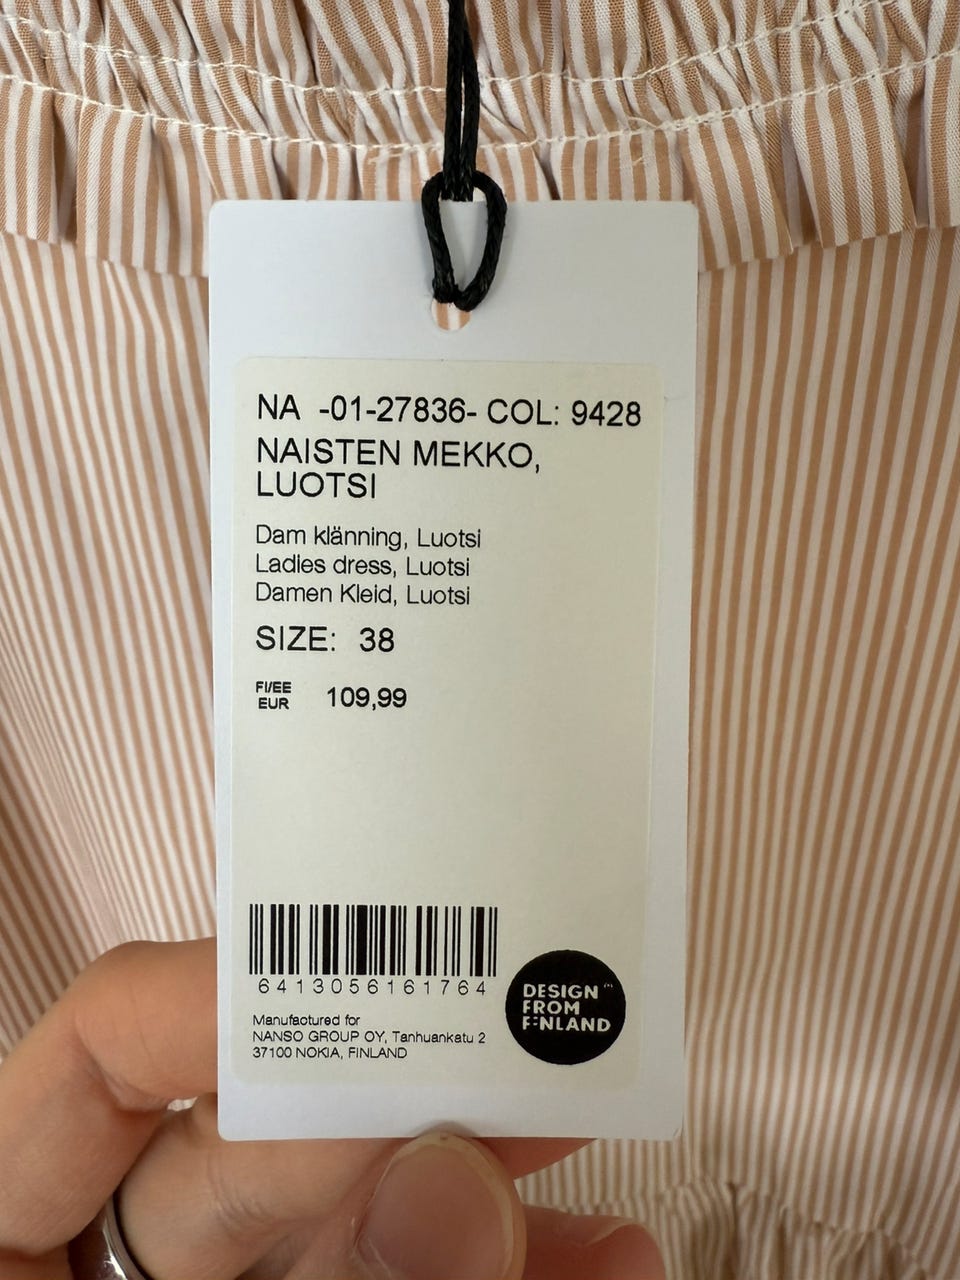 NA -01-27836- COL: 9428
NAISTEN MEKKO,
LUOTSI
Dam klänning, Luotsi
Ladies dress, Luotsi
Damen Kleid, Luotsi
SIZE: 38
FI/EE
EUR 109,99
6413056161764
Manufactured for
NANSO GROUP OY, Tanhuankatu 2
37100 NOKIA, FINLAND
DESIGN
FROM
FINLAND